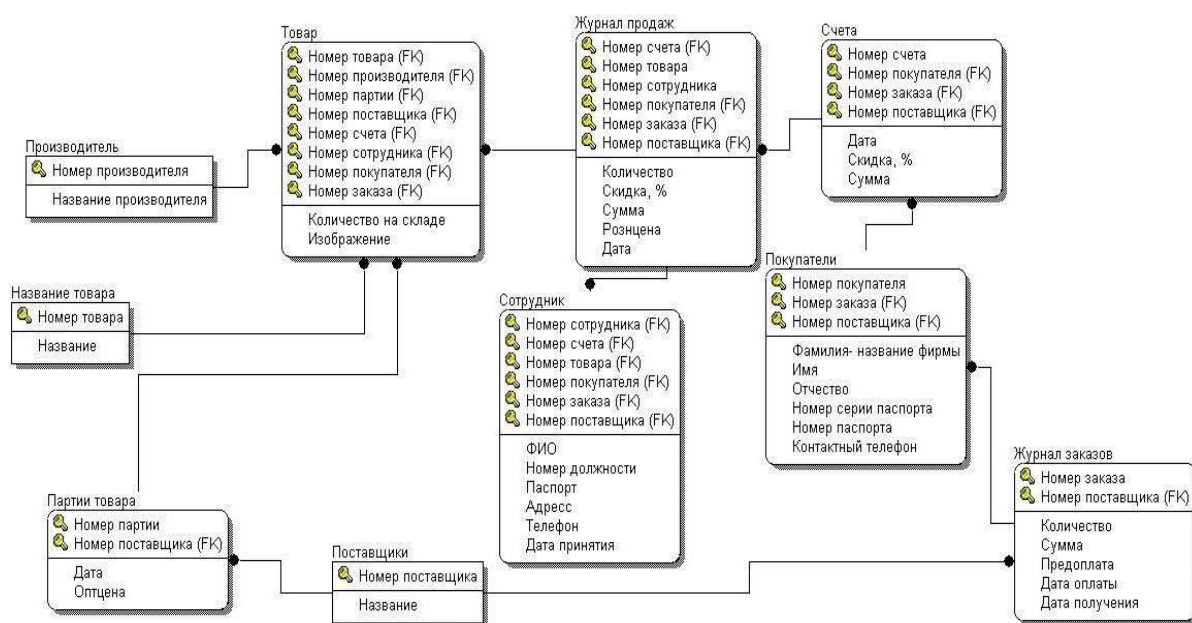 Товар
Номер товара (FK)
Номер производителя (FK)
Номер партии (FK)
Номер поставщика (FK)
Номер счета (FK)
Номер сотрудника (FK)
Номер покупателя (FK)
Номер заказа (FK)
Количество на складе
Изображение
Журнал продаж
Номер счета (FK)
Номер товара
Номер сотрудника
Номер покупателя (FK)
Номер заказа (FK)
Номер поставщика (FK)
Количество
Скидка, %
Сумма
Рознцена
Дата
Счета
Номер счета
Номер покупателя (FK)
Номер заказа (FK)
Номер поставщика (FK)
Дата
Скидка, %
Сумма
Производитель
Номер производителя
Название производителя
Название товара
Номер товара
Название
Сотрудник
Номер сотрудника (FK)
Номер счета (FK)
Номер товара (FK)
Номер покупателя (FK)
Номер заказа (FK)
Номер поставщика (FK)
ФИО
Номер должности
Паспорт
Адресс
Телефон
Дата принятия
Покупатели
Номер покупателя
Номер заказа (FK)
Номер поставщика (FK)
Фамилия- название фирмы
Имя
Отчество
Номер серии паспорта
Номер паспорта
Контактный телефон
Журнал заказов
Номер заказа
Номер поставщика (FK)
Количество
Сумма
Предоплата
Дата оплаты
Дата получения
Партии товара
Номер партии
Номер поставщика (FK)
Дата
Оптцена
Поставщики
Номер поставщика
Название